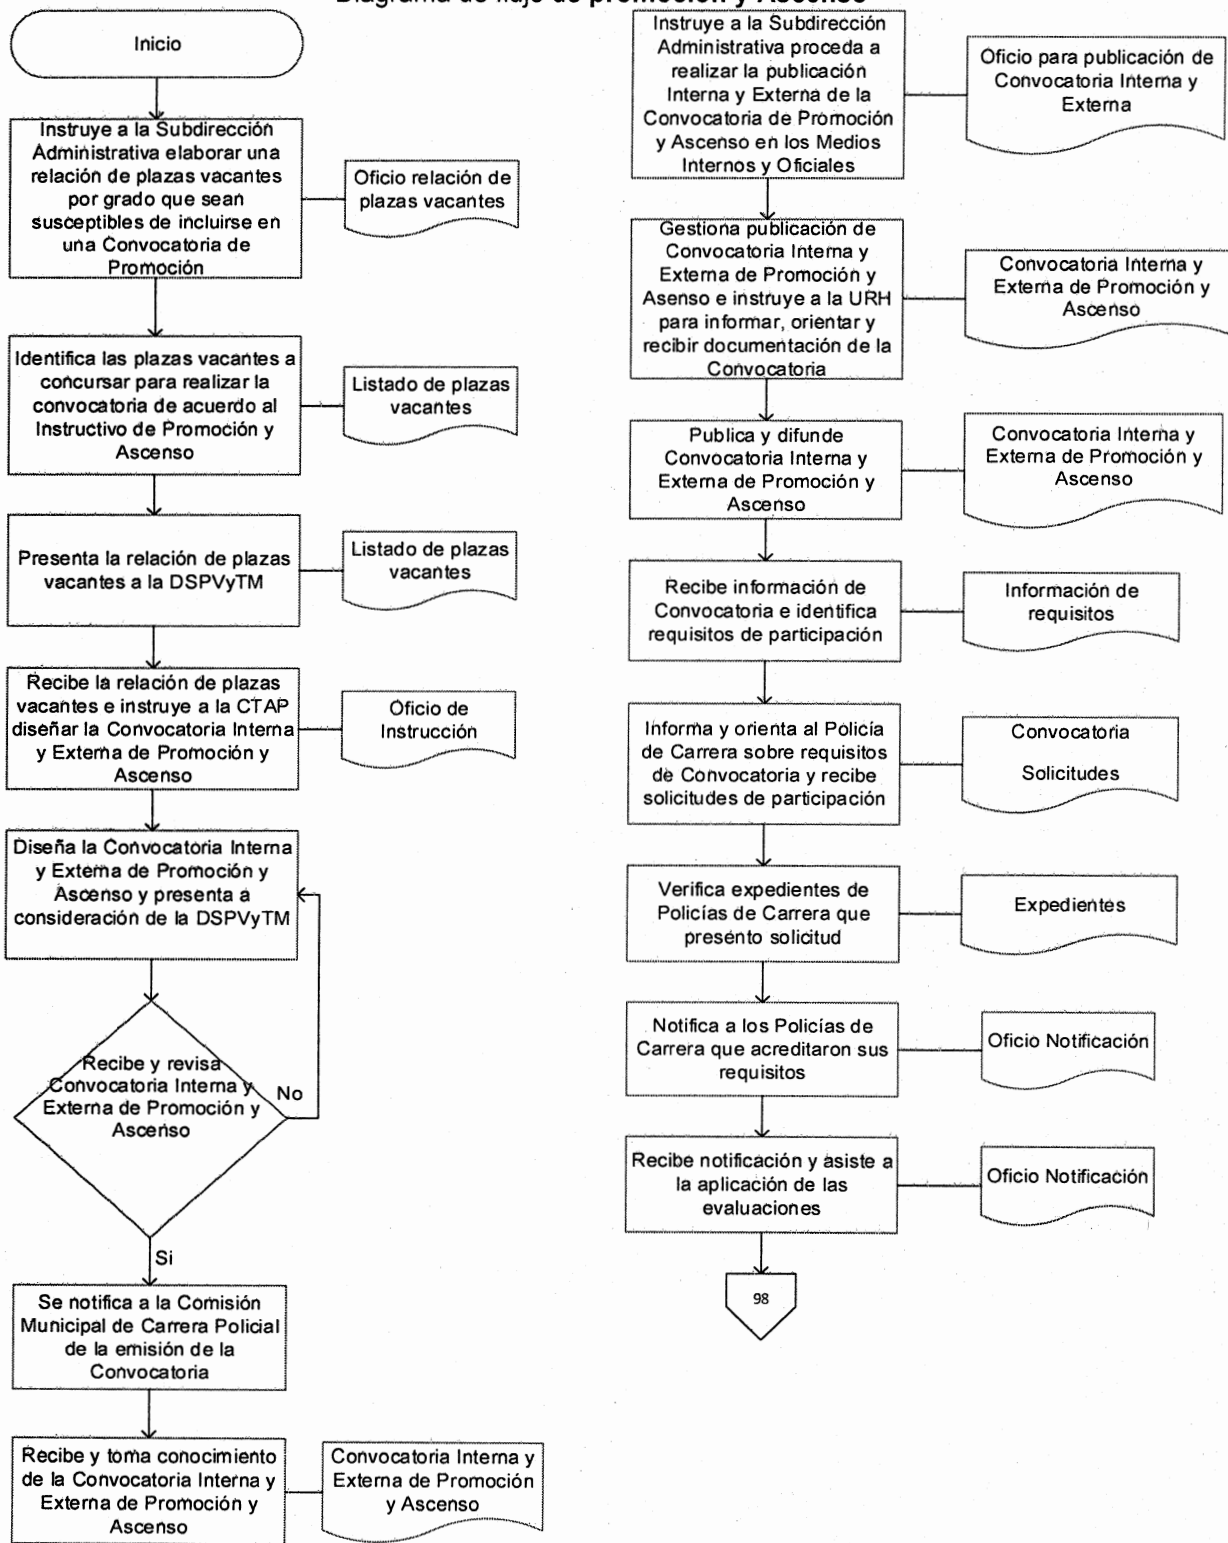 Diagrama de flujo de promoción y Ascenso
Inicio
Instruye a la Subdirección
Administrativa elaborar una
relación de plazas vacantes
por grado que sean
susceptibles de incluirse en
una Convocatoria de
Promoción
Oficio relación de
plazas vacantes
Identifica las plazas vacantes a
concursar para realizar la
convocatoria de acuerdo al
Instructivo de Promoción y
Ascenso
Listado de plazas
vacantes
Presenta la relación de plazas
vacantes a la DSPVyTM
Listado de plazas
vacantes
Recibe la relación de plazas
vacantes e instruye a la CTAP
diseñar la Convocatoria Interna
y Externa de Promoción y
Ascenso
Oficio de
Instrucción
Diseña la Convocatoria Interna
y Externa de Promoción y
Ascenso y presenta a
consideración de la DSPVyTM
Recibe y revisa
Convocatoria Interna y
Externa de Promoción y
Ascenso
No
Si
Se notifica a la Comisión
Municipal de Carrera Policial
de la emisión de la
Convocatoria
Recibe y toma conocimiento
de la Convocatoria Interna y
Externa de Promoción y
Ascenso
Convocatoria Interna y
Externa de Promoción
y Ascenso
Instruye a la Subdirección
Administrativa proceda a
realizar la publicación
Interna y Externa de la
Convocatoria de Promoción
y Ascenso en los Medios
Internos y Oficiales
Oficio para publicación de
Convocatoria Interna y
Externa
Gestiona publicación de
Convocatoria Interna y
Externa de Promoción y
Asenso e instruye a la URH
para informar, orientar y
recibir documentación de la
Convocatoria
Convocatoria Interna y
Externa de Promoción y
Ascenso
Publica y difunde
Convocatoria Interna y
Externa de Promoción y
Ascenso
Convocatoria Interna y
Externa de Promoción y
Ascenso
Recibe información de
Convocatoria e identifica
requisitos de participación
Información de
requisitos
Informa y orienta al Policía
de Carrera sobre requisitos
de Convocatoria y recibe
solicitudes de participación
Convocatoria
Solicitudes
Verifica expedientes de
Policías de Carrera que
presento solicitud
Expedientes
Notifica a los Policías de
Carrera que acreditaron sus
requisitos
Oficio Notificación
Recibe notificación y asiste a
la aplicación de las
evaluaciones
Oficio Notificación
98